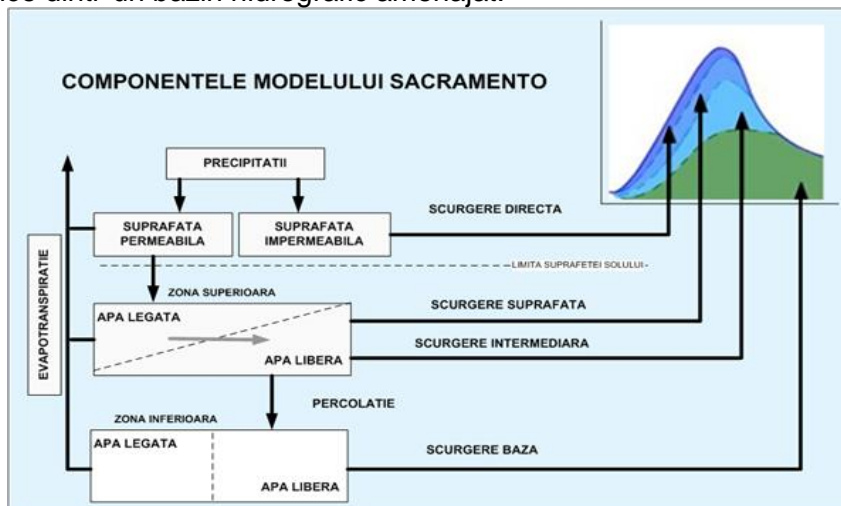 COMPONENTELE MODELULUI SACRAMENTO
PRECIPITATII
SUPRAFATA
PERMEABILA
SUPRAFATA
IMPERMEABILA
SCURGERE DIRECTA
LIMITA SUPRAFETEI SOLULUI
EVAPOTRANSPIRATIE
ZONA SUPERIOARA
APA LEGATA
APA LIBERA
SCURGERE SUPRAFATA
SCURGERE INTERMEDIARA
PERCOLATIE
ZONA INFERIOARA
APA LEGATA
APA LIBERA
SCURGERE BAZA